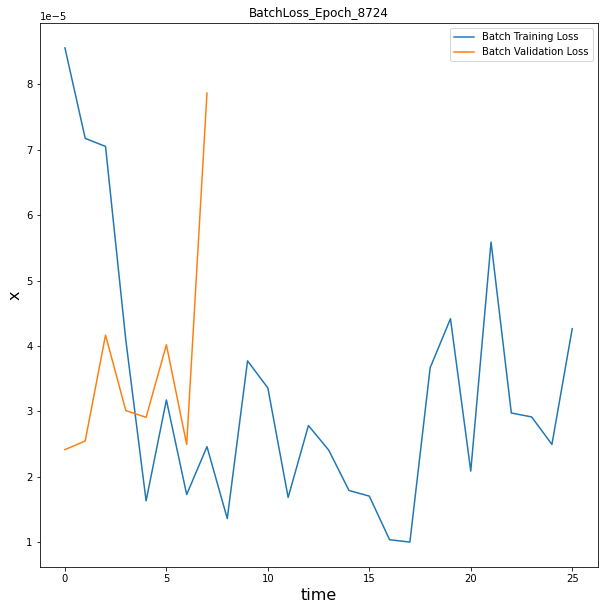 BatchLoss_Epoch_8724
1e−5
Batch Training Loss
Batch Validation Loss
8
7
6
5
4
3
2
1
x
0 5 10 15 20 25
time